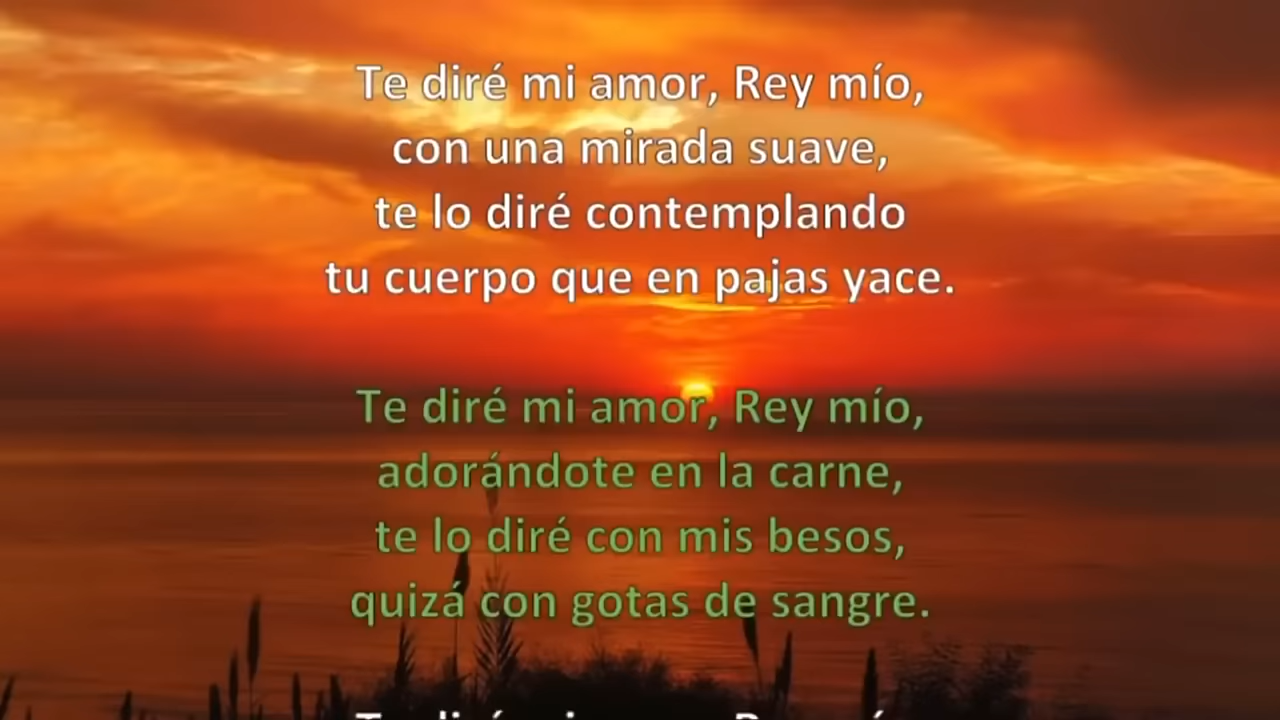 Te diré mi amor, Rey mío,
con una mirada suave,
te lo diré contemplando
tu cuerpo que en pajas yace.
Te diré mi amor, Rey mío,
adorándote en la carne,
te lo diré con mis besos,
quizá con gotas de sangre.